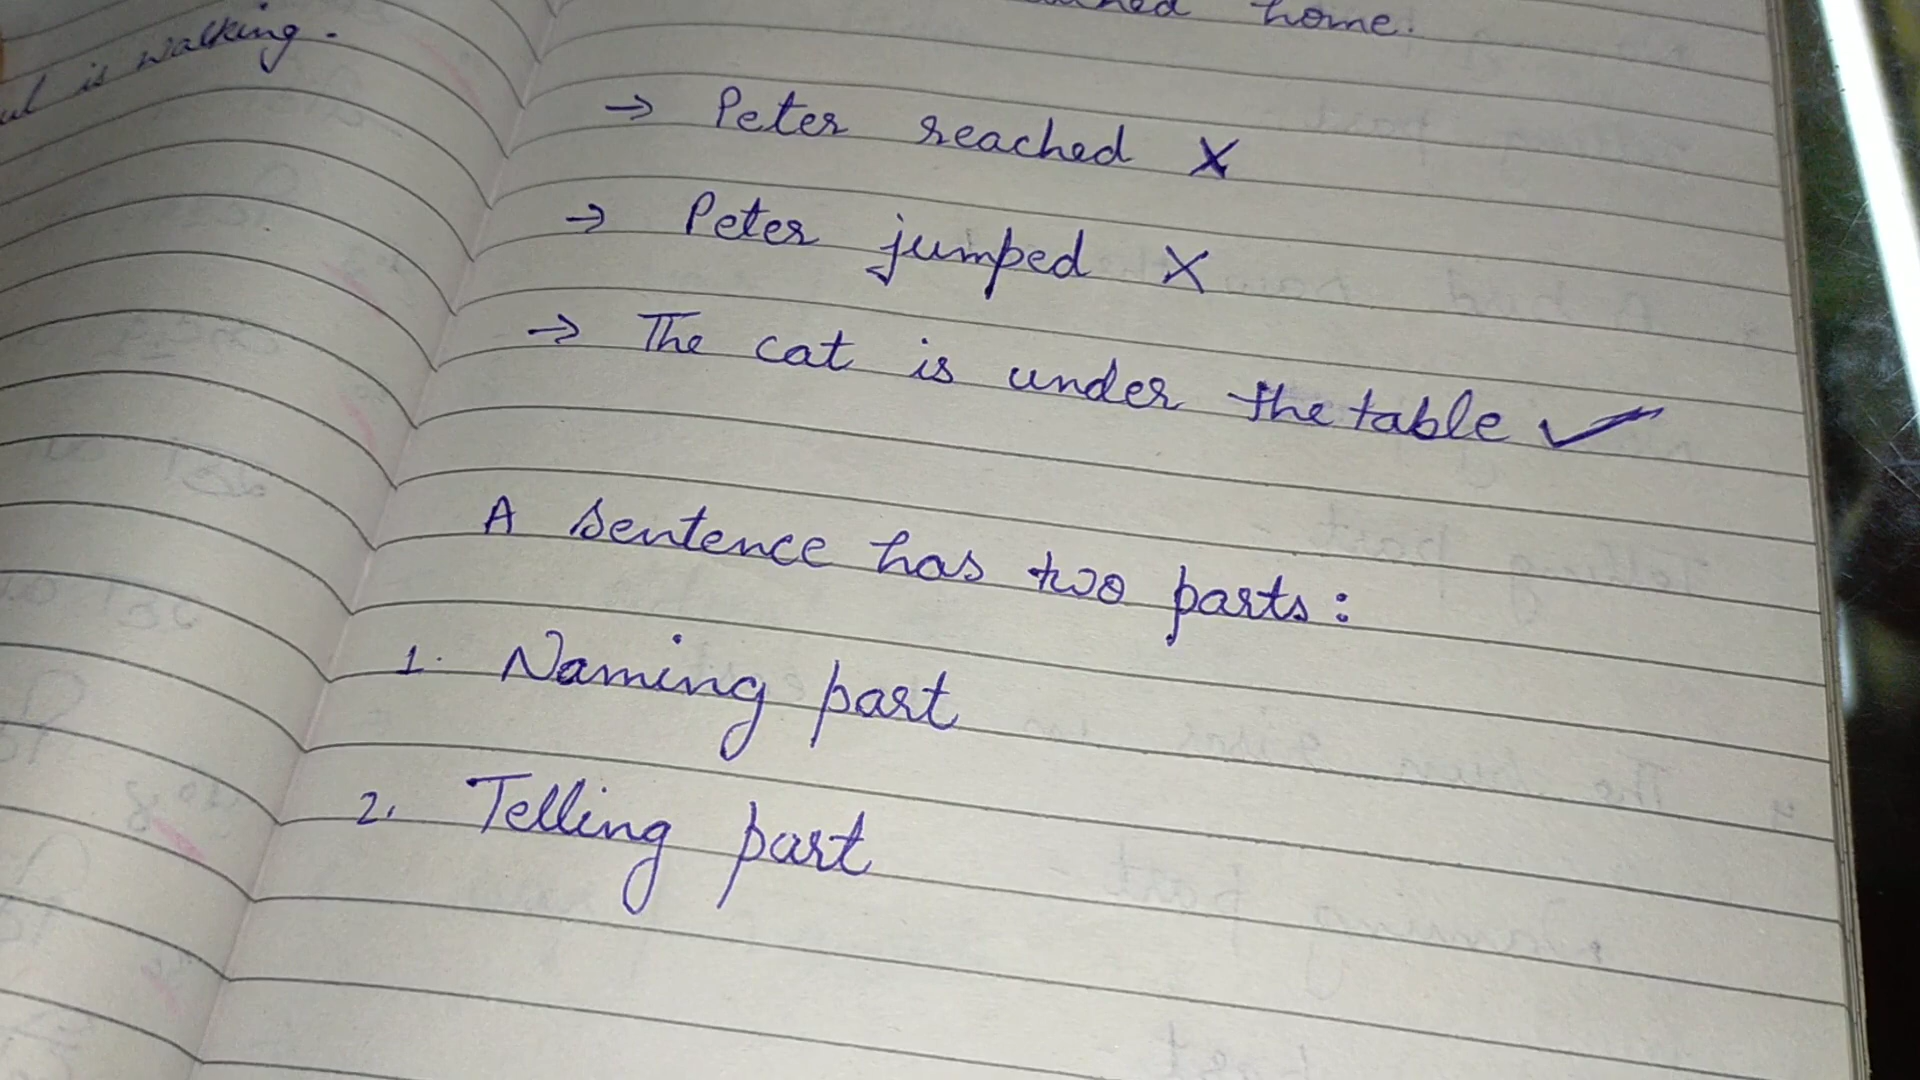 is walking.
home.
→ Peter reached X
→ Peter jumped X
→ The cat is under the table ✓
A sentence has two parts:
1. Naming part
2. Telling part